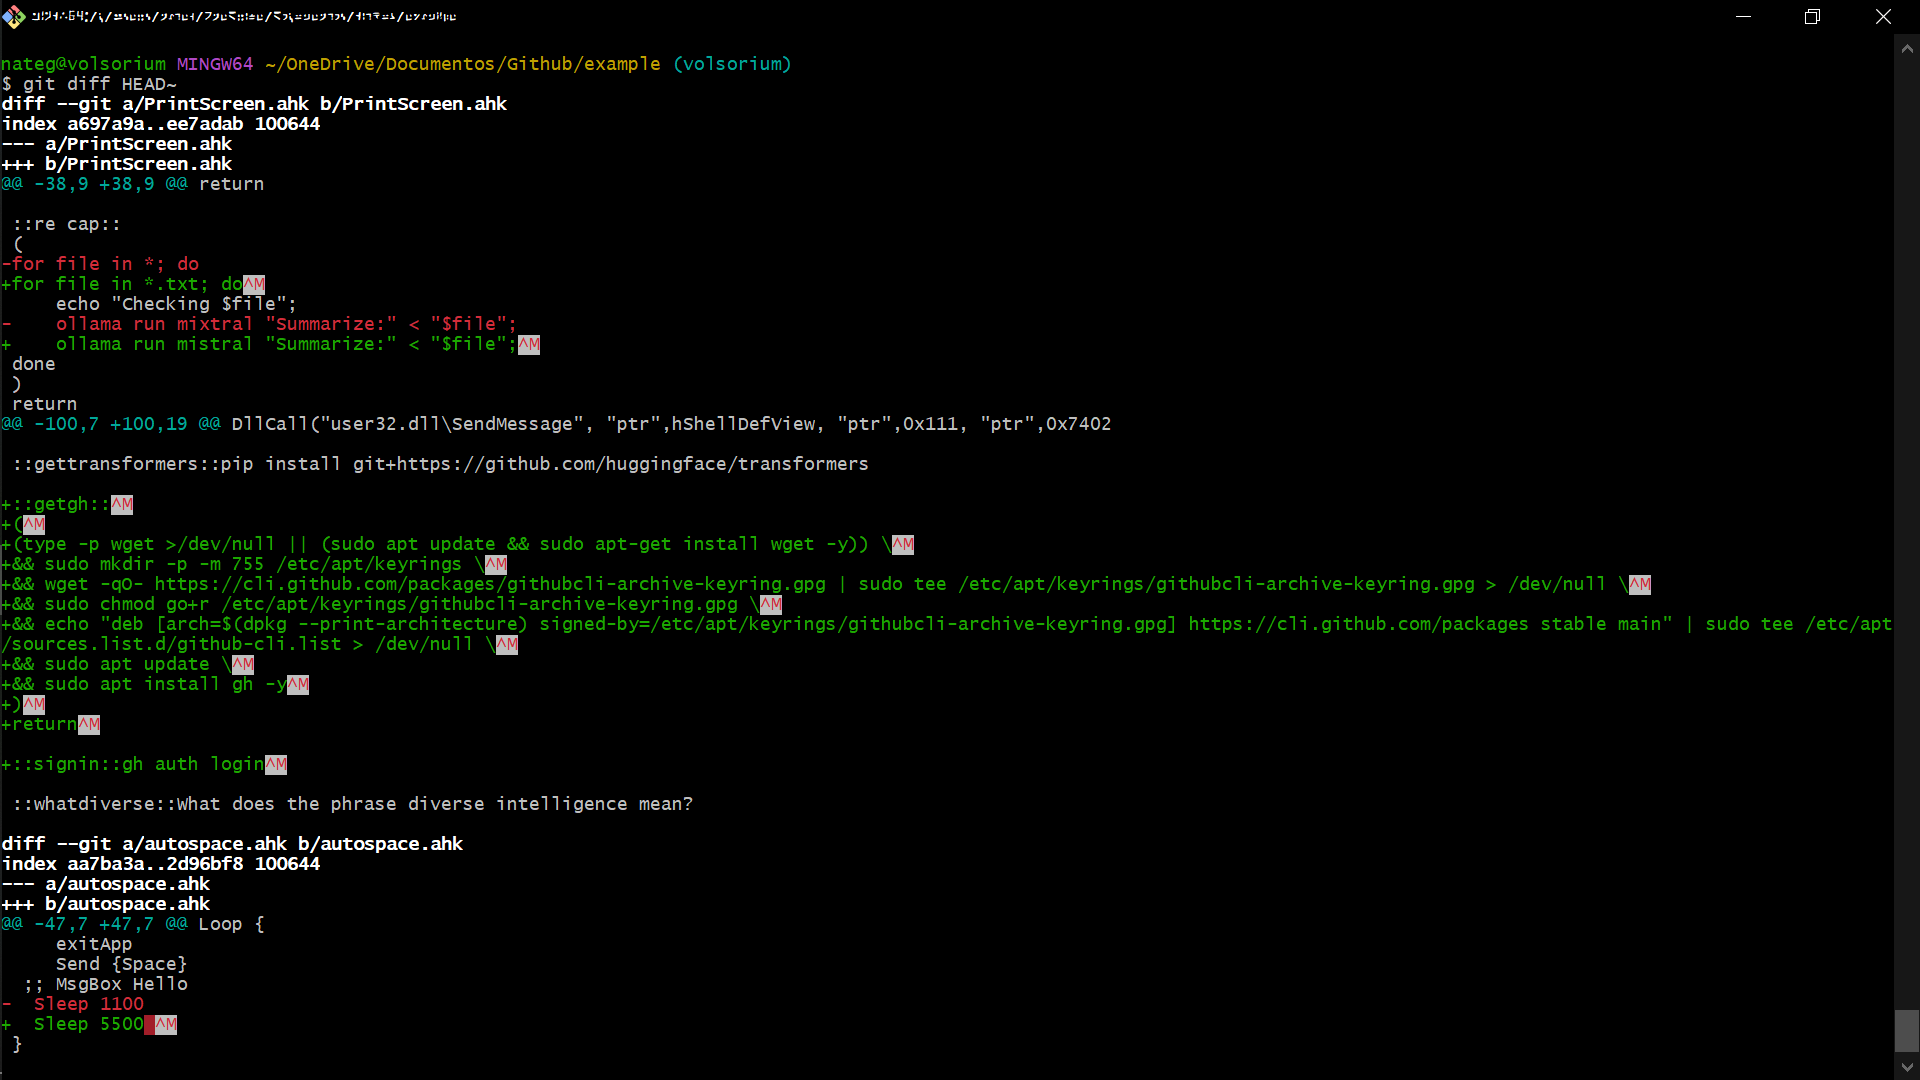 nateg@volsorium MINGW64 ~/OneDrive/Documentos/Github/example (volsorium)
$ git diff HEAD~
diff --git a/PrintScreen.ahk b/PrintScreen.ahk
index a697a9a..ee7adab 100644
--- a/PrintScreen.ahk
+++ b/PrintScreen.ahk
@@ -38,9 +38,9 @@ return
 ::re cap::
 (
-for file in *; do
+for file in *.txt; do^M
     echo "Checking $file";
-    ollama run mixtral "Summarize:" < "$file";
+    ollama run mistral "Summarize:" < "$file";^M
 done
 )
 return
@@ -100,7 +100,19 @@ DllCall("user32.dll\SendMessage", "ptr",hShellDefView, "ptr",0x111, "ptr",0x7402
 ::gettransformers::pip install git+https://github.com/huggingface/transformers
+::getgh::^M
+(^M
+(type -p wget >/dev/null || (sudo apt update && sudo apt-get install wget -y)) \^M
+&& sudo mkdir -p -m 755 /etc/apt/keyrings \^M
+&& wget -qO- https://cli.github.com/packages/githubcli-archive-keyring.gpg | sudo tee /etc/apt/keyrings/githubcli-archive-keyring.gpg > /dev/null \^M
+&& sudo chmod go+r /etc/apt/keyrings/githubcli-archive-keyring.gpg \^M
+&& echo "deb [arch=$(dpkg --print-architecture) signed-by=/etc/apt/keyrings/githubcli-archive-keyring.gpg] https://cli.github.com/packages stable main" | sudo tee /etc/apt
/sources.list.d/github-cli.list > /dev/null \^M
+&& sudo apt update \^M
+&& sudo apt install gh -y^M
+)^M
+return^M
+::signin::gh auth login^M
 ::whatdiverse::What does the phrase diverse intelligence mean?
diff --git a/autospace.ahk b/autospace.ahk
index aa7ba3a..2d96bf8 100644
--- a/autospace.ahk
+++ b/autospace.ahk
@@ -47,7 +47,7 @@ Loop {
     exitApp
     Send {Space}
  ;; MsgBox Hello
-  Sleep 1100
+  Sleep 5500 ^M
 }